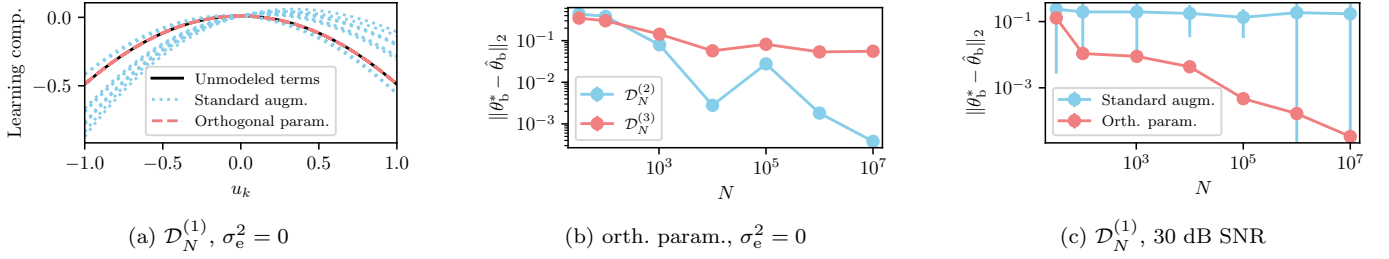 Learning comp.
0.0
−0.5
−1.0
−0.5
0.0
0.5
1.0
u_k
Unmodeled terms
Standard augm.
Orthogonal param.
(a) 𝒟_N^(1), σ_e^2 = 0
||θ_b^* − θ̂_b||_2
10^−1
10^−2
10^−3
10^3
10^5
10^7
N
𝒟_N^(2)
𝒟_N^(3)
(b) orth. param., σ_e^2 = 0
||θ_b^* − θ̂_b||_2
10^−1
10^−3
10^3
10^5
10^7
N
Standard augm.
Orth. param.
(c) 𝒟_N^(1), 30 dB SNR